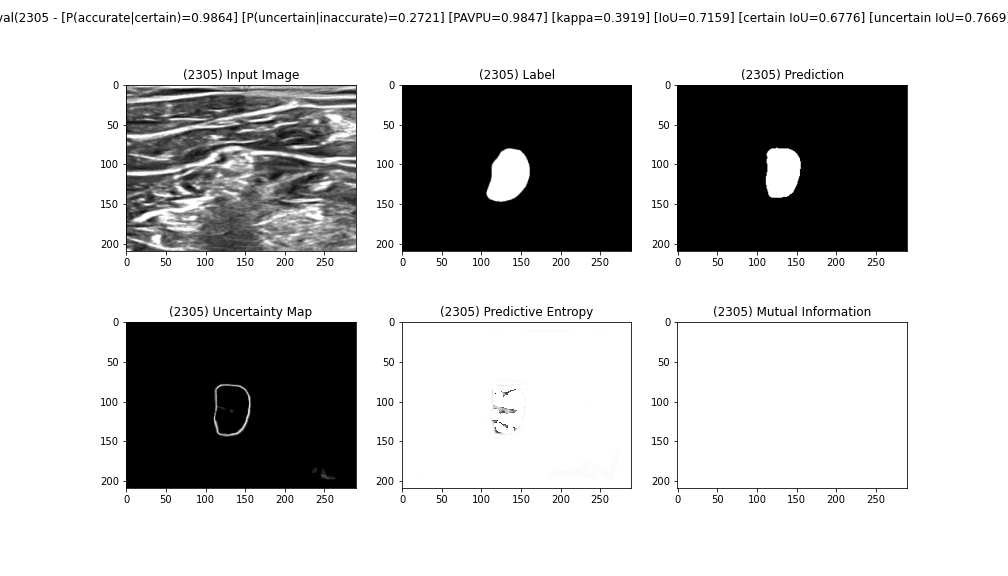 val(2305 - [P(accurate|certain)=0.9864] [P(uncertain|inaccurate)=0.2721] [PAVPU=0.9847] [kappa=0.3919] [IoU=0.7159] [certain IoU=0.6776] [uncertain IoU=0.7669]
(2305) Input Image
(2305) Label
(2305) Prediction
0
50
100
150
200
0 50 100 150 200 250
0
50
100
150
200
0 50 100 150 200 250
0
50
100
150
200
0 50 100 150 200 250
(2305) Uncertainty Map
(2305) Predictive Entropy
(2305) Mutual Information
0
50
100
150
200
0 50 100 150 200 250
0
50
100
150
200
0 50 100 150 200 250
0
50
100
150
200
0 50 100 150 200 250